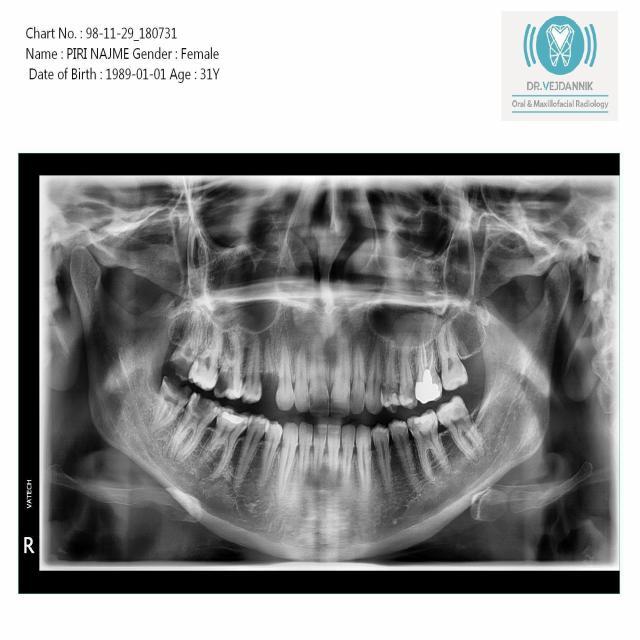 Chart No. : 98-11-29_180731
Name : PIRI NAJME Gender : Female
Date of Birth : 1989-01-01 Age : 31Y
DR.VEJDANNIK
Oral & Maxillofacial Radiology
VATECH
R